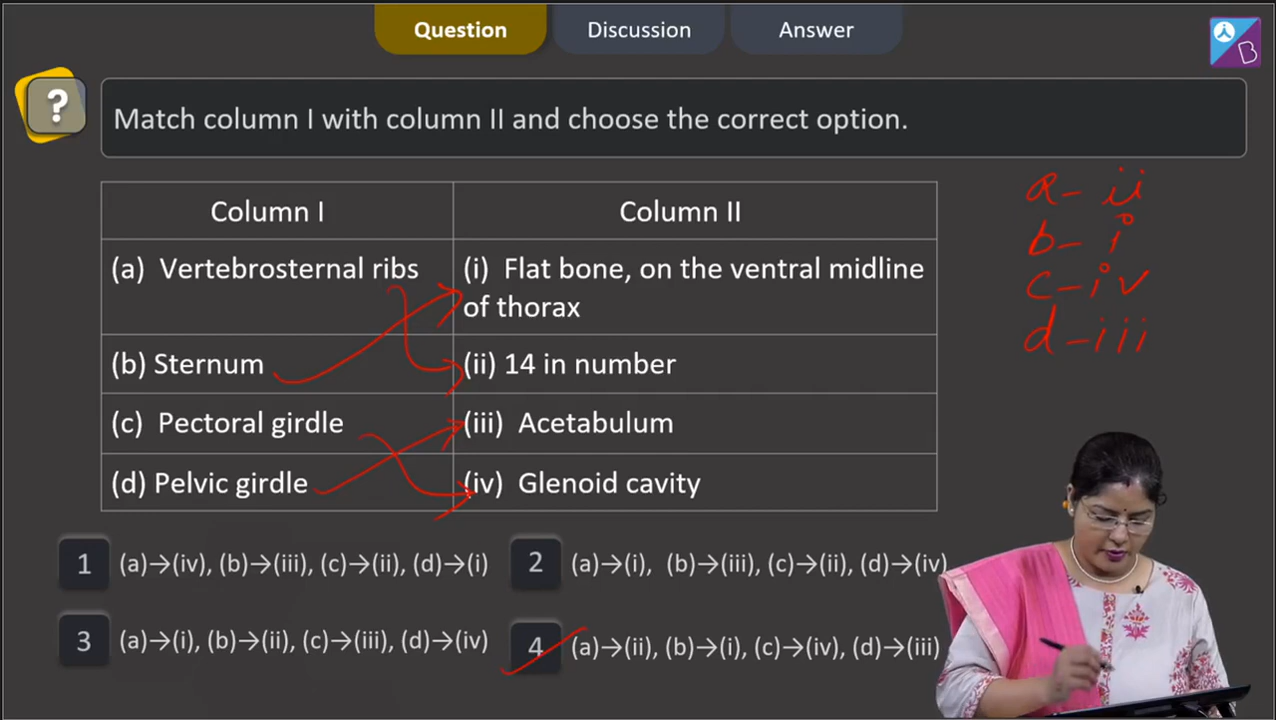 Question Discussion Answer
B
?
Match column I with column II and choose the correct option.
Column I Column II
(a) Vertebrosternal ribs (i) Flat bone, on the ventral midline
of thorax
(b) Sternum (ii) 14 in number
(c) Pectoral girdle (iii) Acetabulum
(d) Pelvic girdle (iv) Glenoid cavity
a- ii
b- i
c- iv
d- iii
1 (a)→(iv), (b)→(iii), (c)→(ii), (d)→(i) 2 (a)→(i), (b)→(iii), (c)→(ii), (d)→(iv)
3 (a)→(i), (b)→(ii), (c)→(iii), (d)→(iv) 4 (a)→(ii), (b)→(i), (c)→(iv), (d)→(iii)